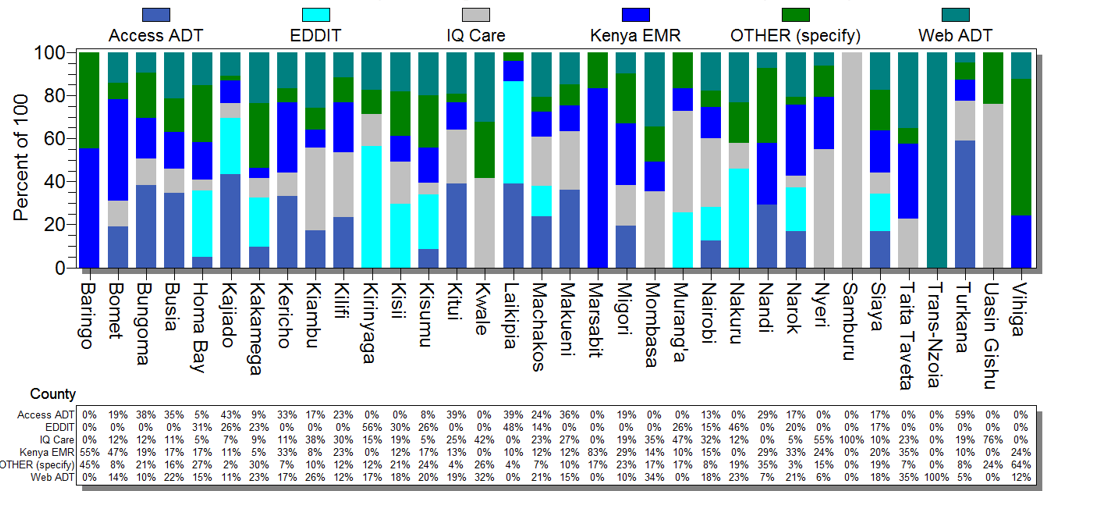 Access ADT EDDIT IQ Care Kenya EMR OTHER (specify) Web ADT
Percent of 100
100
80
60
40
20
0
Baringo
Bomet
Bungoma
Busia
Homa Bay
Kajiado
Kakamega
Kericho
Kiambu
Kilifi
Kirinyaga
Kisii
Kisumu
Kitui
Kwale
Laikipia
Machakos
Makueni
Marsabit
Migori
Mombasa
Murang'a
Nairobi
Nakuru
Nandi
Narok
Nyeri
Samburu
Siaya
Taita Taveta
Trans-Nzoia
Turkana
Uasin Gishu
Vihiga
County
Access ADT 0% 19% 38% 35% 5% 43% 9% 33% 17% 23% 0% 0% 8% 39% 0% 39% 24% 36% 0% 19% 0% 0% 13% 0% 29% 17% 0% 0% 17% 0% 0% 59% 0% 0%
EDDIT 0% 0% 0% 0% 31% 26% 23% 0% 0% 0% 56% 30% 26% 0% 0% 48% 14% 0% 0% 0% 0% 26% 15% 46% 0% 20% 0% 0% 17% 0% 0% 0% 0% 0%
IQ Care 0% 12% 12% 11% 5% 7% 9% 11% 38% 30% 15% 19% 5% 25% 42% 0% 23% 27% 0% 19% 35% 47% 32% 12% 0% 5% 55% 100% 10% 23% 0% 19% 76% 0%
Kenya EMR 55% 47% 19% 17% 17% 11% 5% 33% 8% 23% 0% 12% 17% 13% 0% 10% 12% 12% 83% 29% 14% 10% 15% 0% 29% 33% 24% 0% 20% 35% 0% 10% 0% 24%
OTHER (specify) 45% 8% 21% 16% 27% 2% 30% 7% 10% 12% 12% 21% 24% 4% 26% 4% 7% 10% 17% 23% 17% 17% 8% 19% 35% 3% 15% 0% 19% 7% 0% 8% 24% 64%
Web ADT 0% 14% 10% 22% 15% 11% 23% 17% 26% 12% 17% 18% 20% 19% 32% 0% 21% 15% 0% 10% 34% 0% 18% 23% 7% 21% 6% 0% 18% 35% 100% 5% 0% 12%